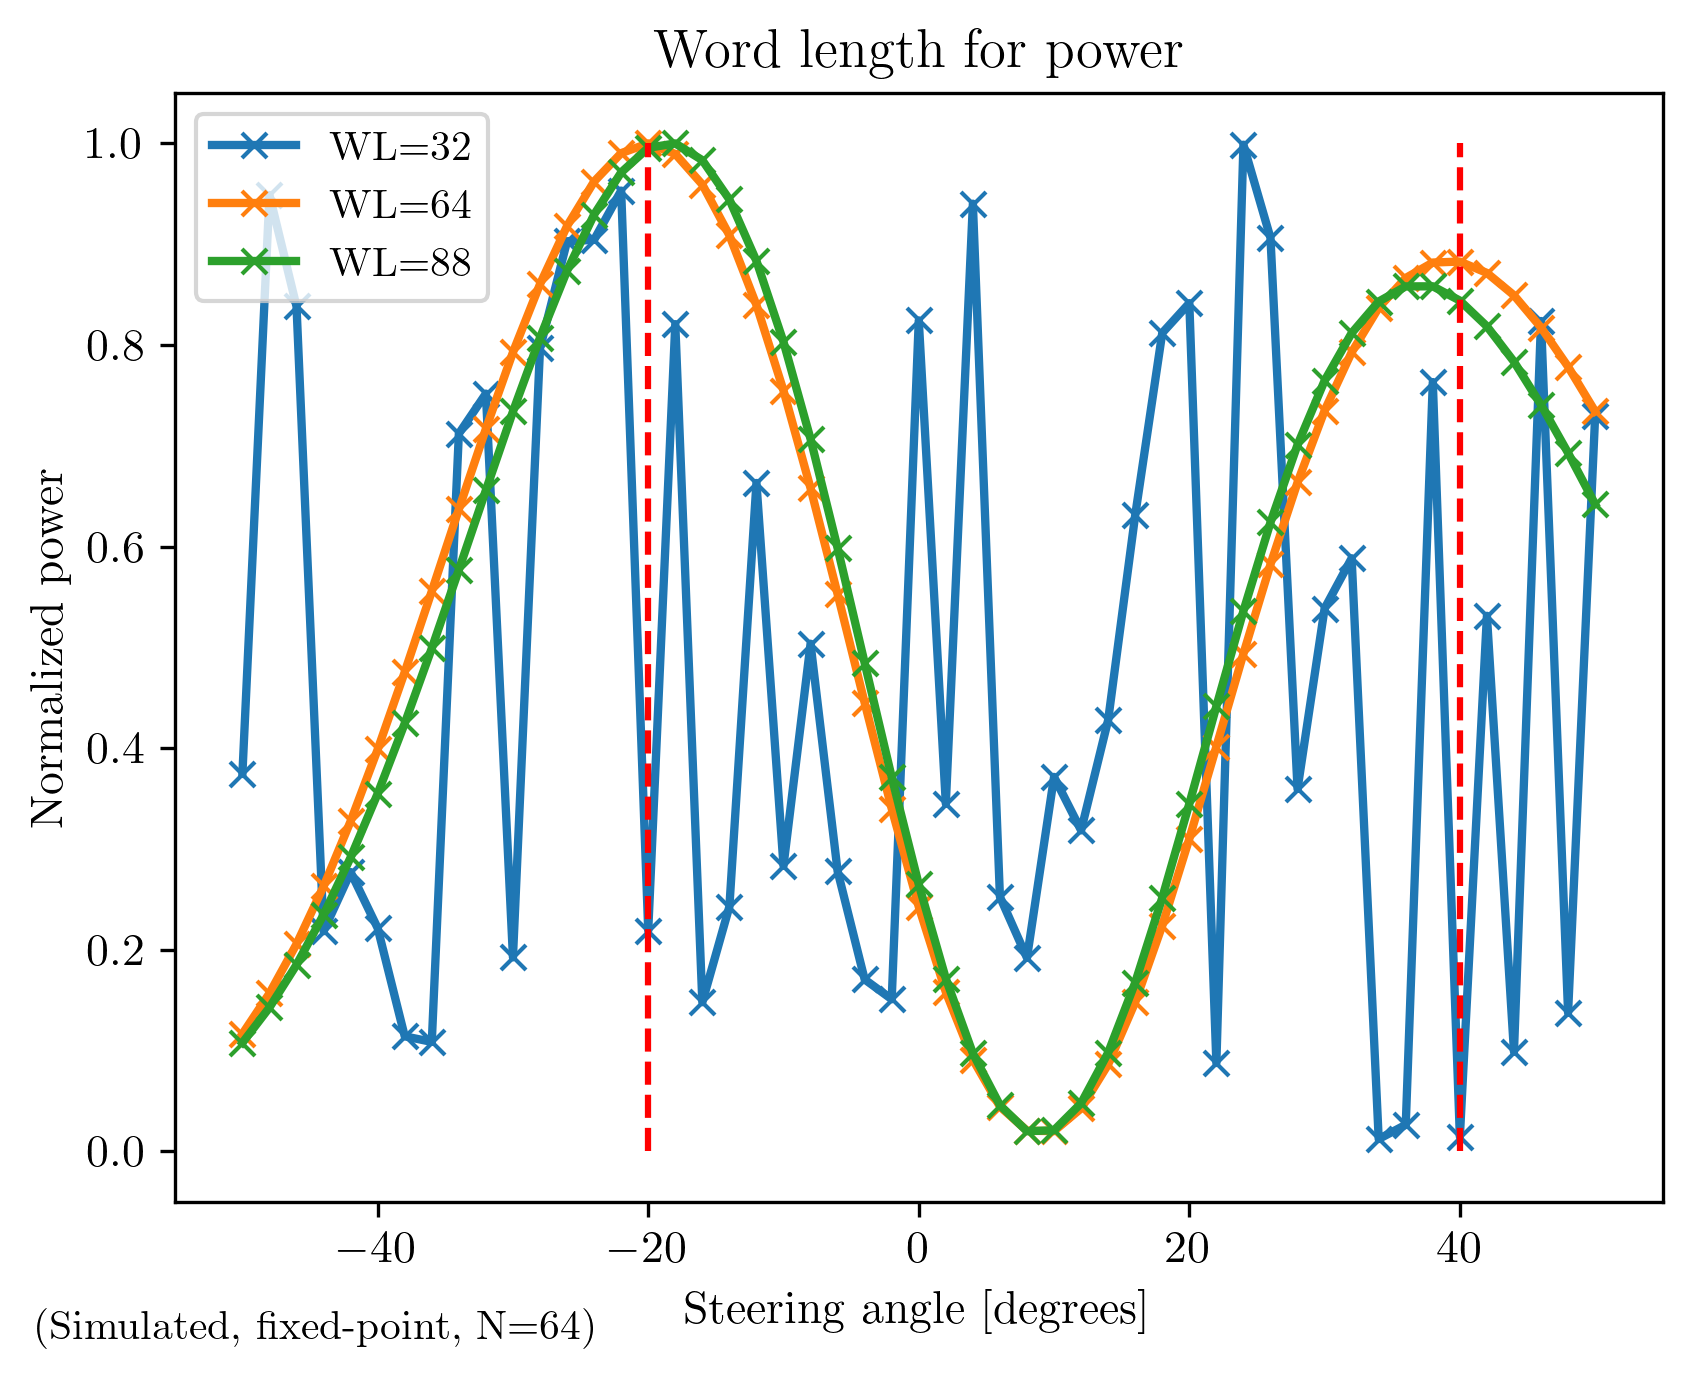 Word length for power
WL=32
WL=64
WL=88
Normalized power
1.0
0.8
0.6
0.4
0.2
0.0
−40
−20
0
20
40
Steering angle [degrees]
(Simulated, fixed-point, N=64)